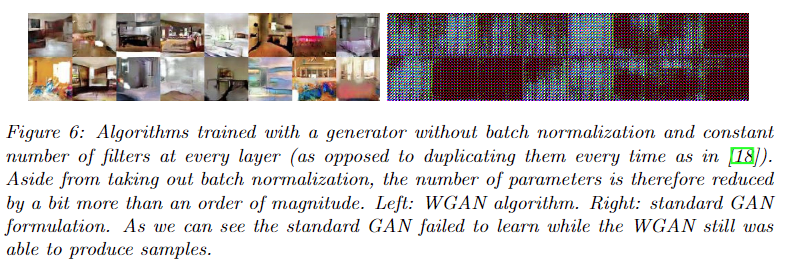 Figure 6: Algorithms trained with a generator without batch normalization and constant
number of filters at every layer (as opposed to duplicating them every time as in [18]).
Aside from taking out batch normalization, the number of parameters is therefore reduced
by a bit more than an order of magnitude. Left: WGAN algorithm. Right: standard GAN
formulation. As we can see the standard GAN failed to learn while the WGAN still was
able to produce samples.